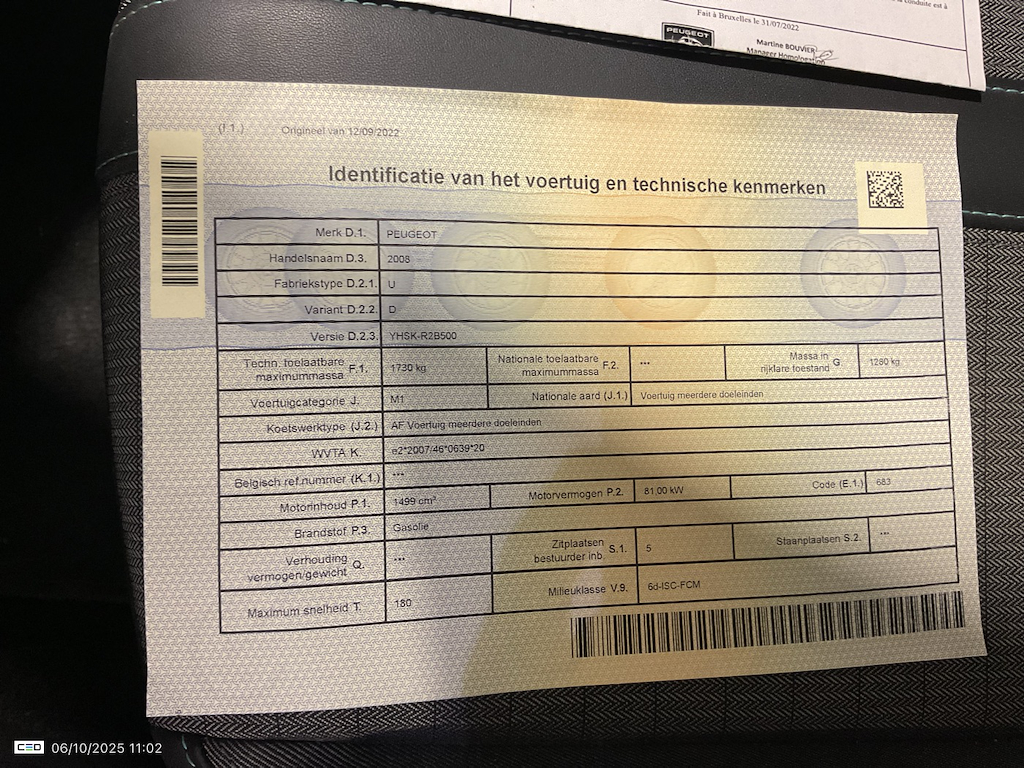 Fait à Bruxelles le 31/07/2022
PEUGEOT
Martine BOUVIER
Manager Homologation
(I.1.) Origineel van 12/09/2022
Identificatie van het voertuig en technische kenmerken
Merk D.1. PEUGEOT
Handelsnaam D.3. 2008
Fabriekstype D.2.1. U
Variant D.2.2. D
Versie D.2.3. YHSK-R2B500
Techn. toelaatbare maximummassa F.1. 1730 kg Nationale toelaatbare maximummassa F.2. --- Massa in rijklare toestand G 1280 kg
Voertuigcategorie J. M1 Nationale aard (J.1.) Voertuig meerdere doeleinden
Koetswerktype (J.2.) AF Voertuig meerdere doeleinden
WVTA K. e2*2007/46*0639*20
Belgisch ref.nummer (K.1.) ---
Motorinhoud P.1. 1499 cm³ Motorvermogen P.2. 81,00 kW Code (E.1.) 683
Brandstof P.3. Gasolie
Verhouding vermogen/gewicht Q. --- Zitplaatsen bestuurder inb. S.1. 5 Staanplaatsen S.2. ---
Maximum snelheid T. 180 Milieuklasse V.9. 6d-ISC-FCM
CEO 06/10/2025 11:02